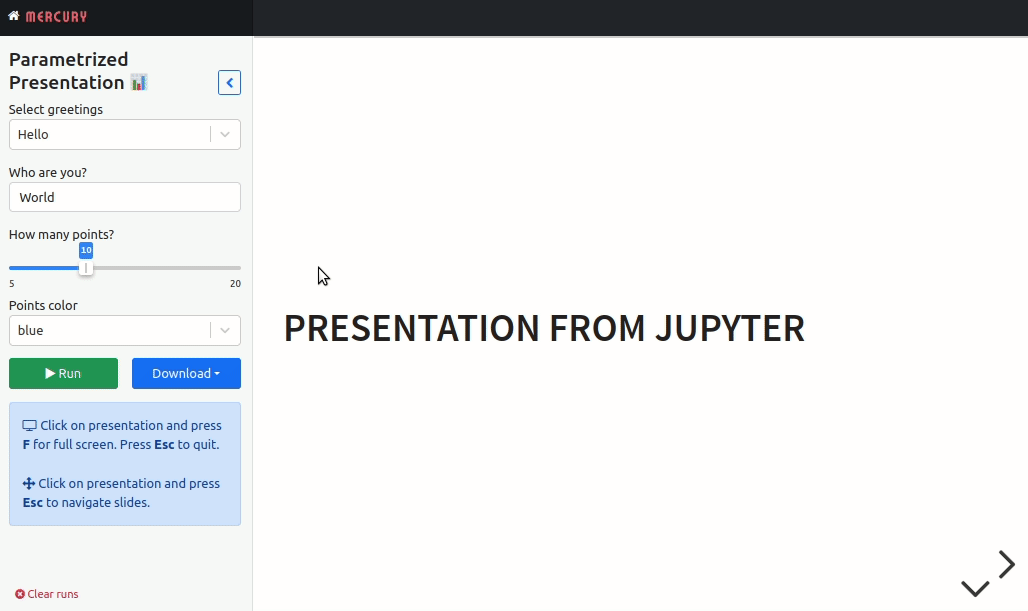 MERCURY
Parametrized
Presentation
Select greetings
Hello
Who are you?
World
How many points?
10
5 20
Points color
blue
Run Download
Click on presentation and press
F for full screen. Press Esc to quit.
Click on presentation and press
Esc to navigate slides.
Clear runs
PRESENTATION FROM JUPYTER